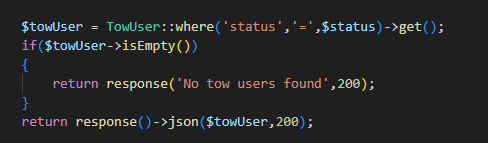 $towUser = TowUser::where('status','=',$status)->get();
if($towUser->isEmpty())
{
return response('No tow users found',200);
}
return response()->json($towUser,200);